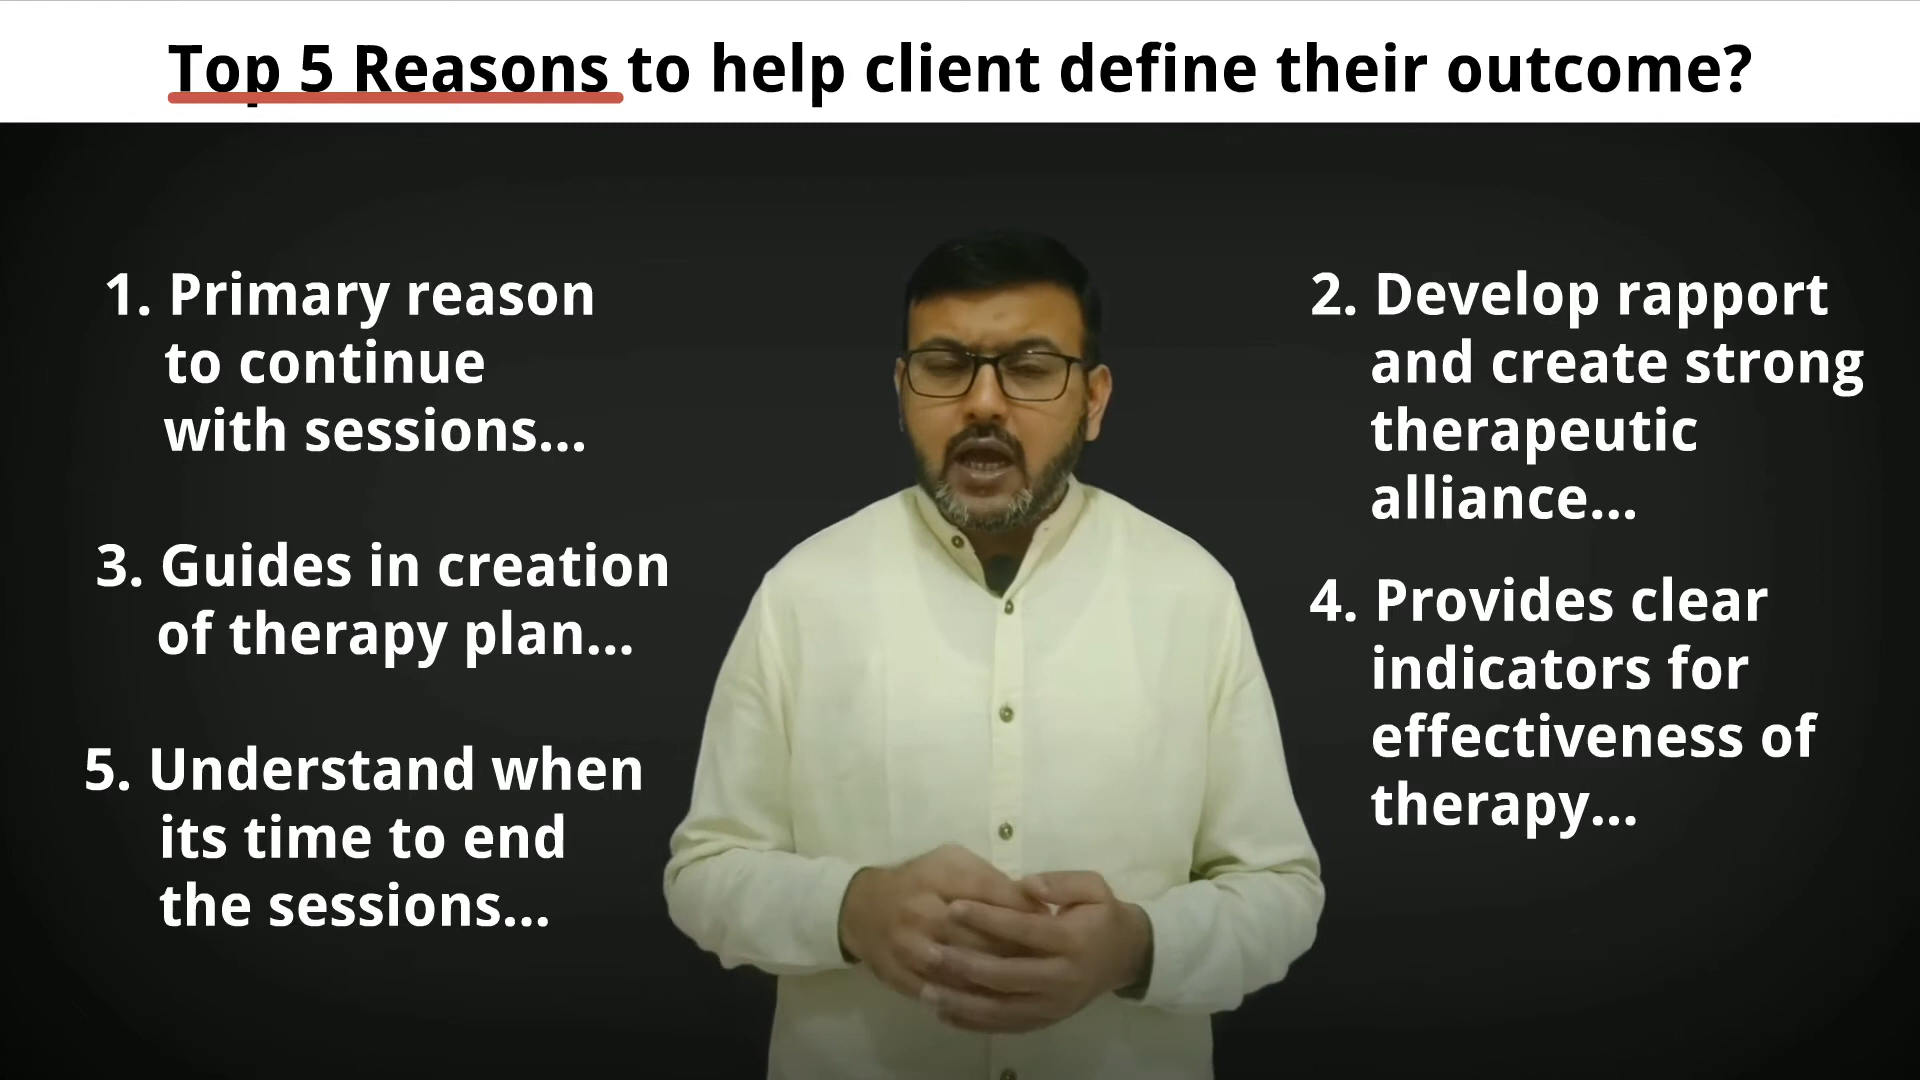 Top 5 Reasons to help client define their outcome?
1. Primary reason
to continue
with sessions...
2. Develop rapport
and create strong
therapeutic
alliance...
3. Guides in creation
of therapy plan...
4. Provides clear
indicators for
effectiveness of
therapy...
5. Understand when
its time to end
the sessions...